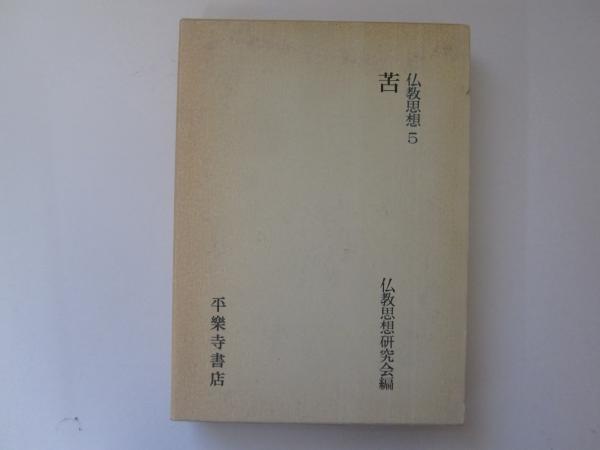 仏教思想 5
苦
仏教思想研究会編
平樂寺書店